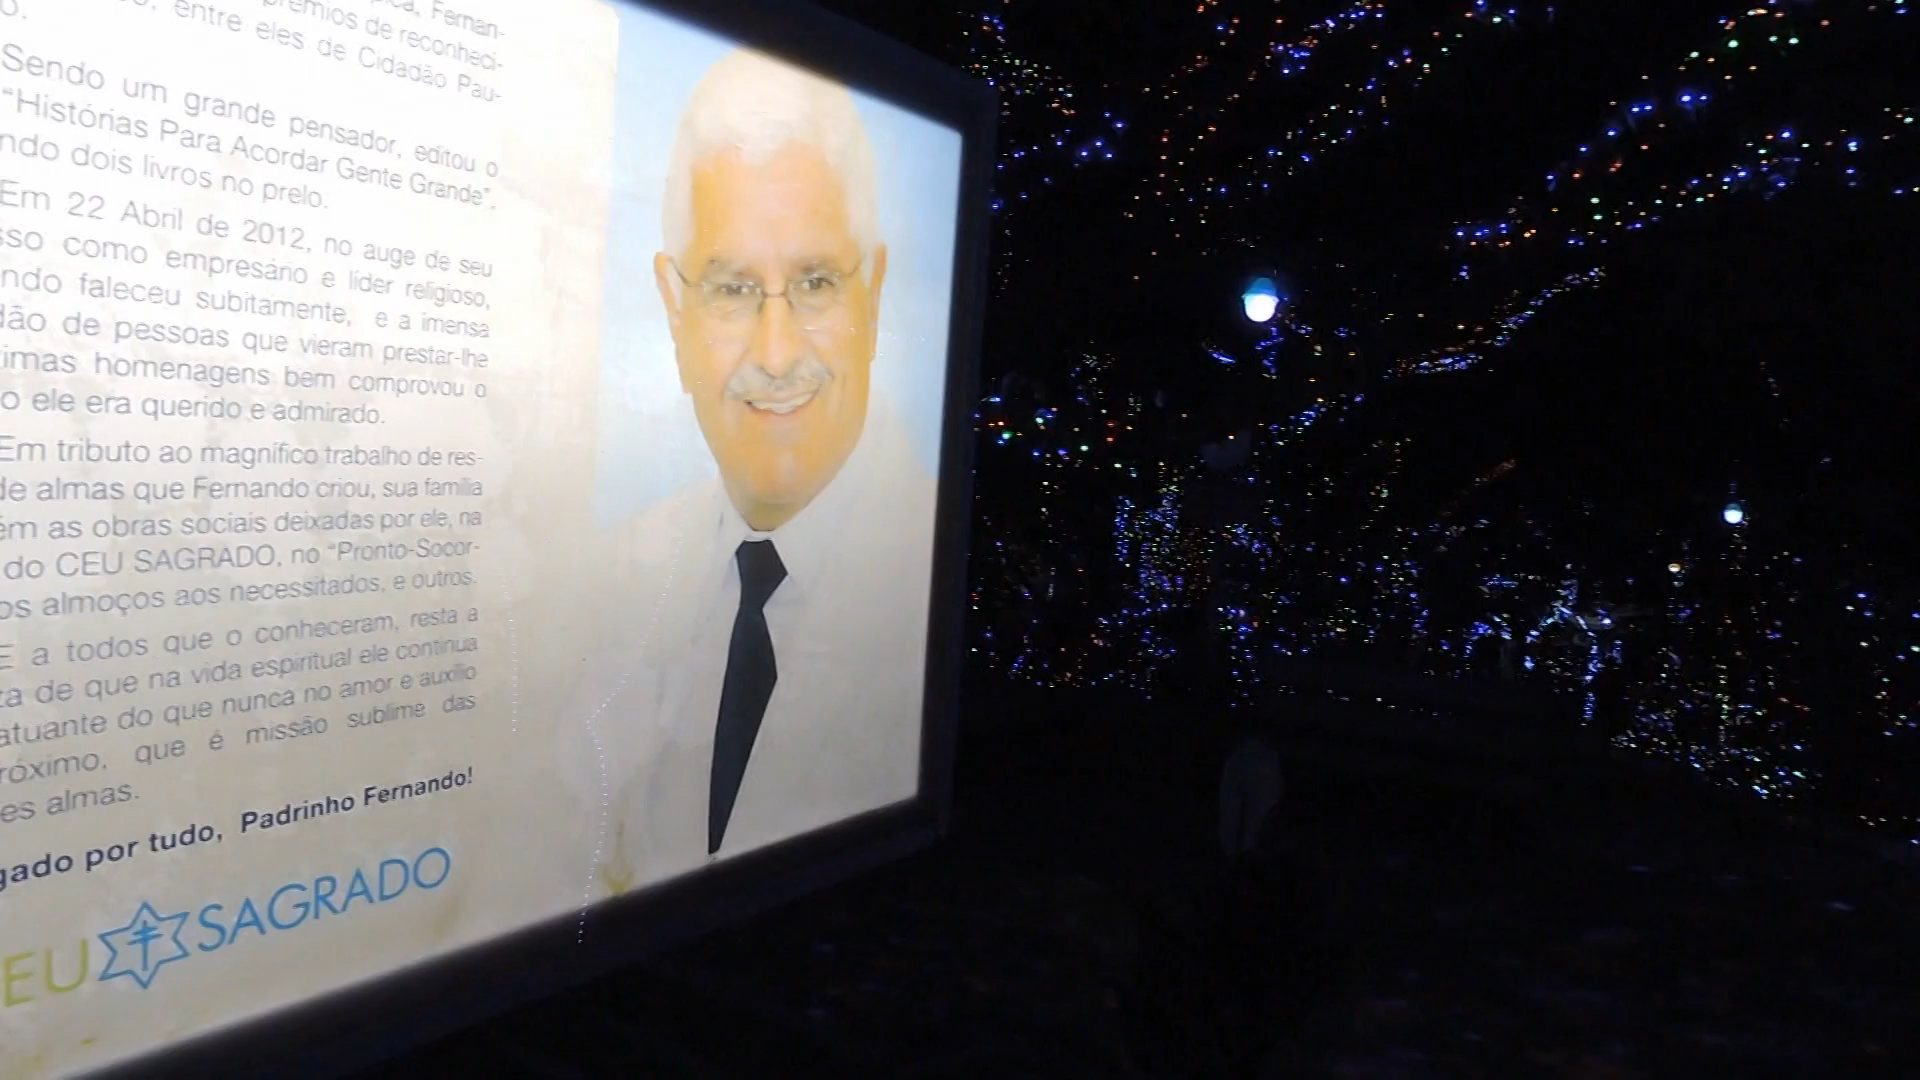 Fernan-
prêmios de reconheci-
entre eles de Cidadão Pau-
Sendo um grande pensador, editou o
"Histórias Para Acordar Gente Grande",
ndo dois livros no prelo.
Em 22 Abril de 2012, no auge de seu
sso como empresário e líder religioso,
ndo faleceu subitamente, e a imensa
dão de pessoas que vieram prestar-lhe
timas homenagens bem comprovou o
o ele era querido e admirado.
Em tributo ao magnífico trabalho de res-
de almas que Fernando criou, sua família
ém as obras sociais deixadas por ele, na
do CEU SAGRADO, no "Pronto-Socor-
os almoços aos necessitados, e outros.
E a todos que o conheceram, resta a
za de que na vida espiritual ele continua
atuante do que nunca no amor e auxílio
róximo, que é missão sublime das
es almas.
gado por tudo, Padrinho Fernando!
EU SAGRADO